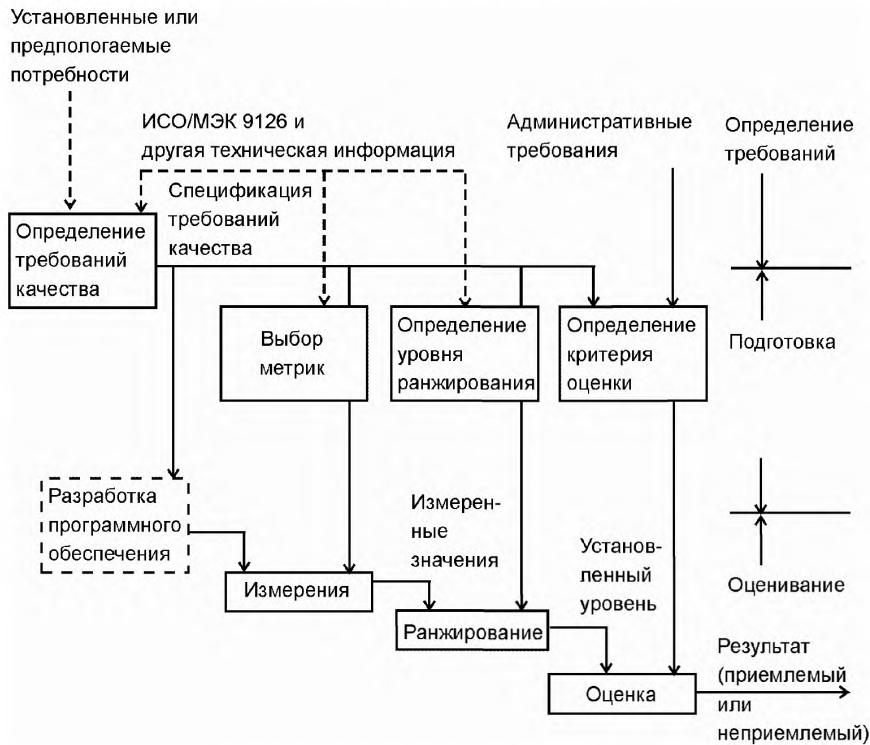 Установленные или
предпологаемые
потребности
ИСО/МЭК 9126 и
другая техническая информация
Административные
требования
Определение
требований
Спецификация
требований
качества
Определение
требований
качества
Выбор
метрик
Определение
уровня
ранжирования
Определение
критерия
оценки
Подготовка
Разработка
программного
обеспечения
Измерен-
ные
значения
Установ-
ленный
уровень
Измерения
Оценивание
Ранжирование
Оценка
Результат
(приемлемый
или
неприемлемый)